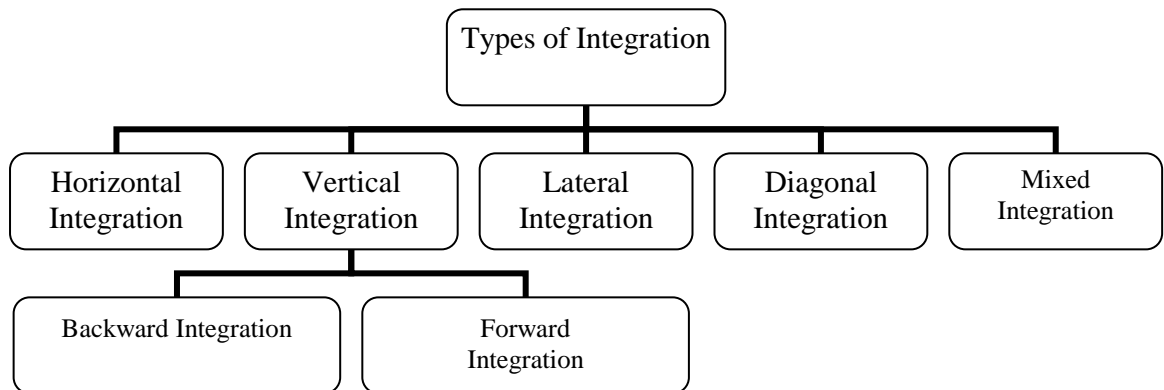 Types of Integration
Horizontal
Integration
Vertical
Integration
Lateral
Integration
Diagonal
Integration
Mixed
Integration
Backward Integration
Forward
Integration